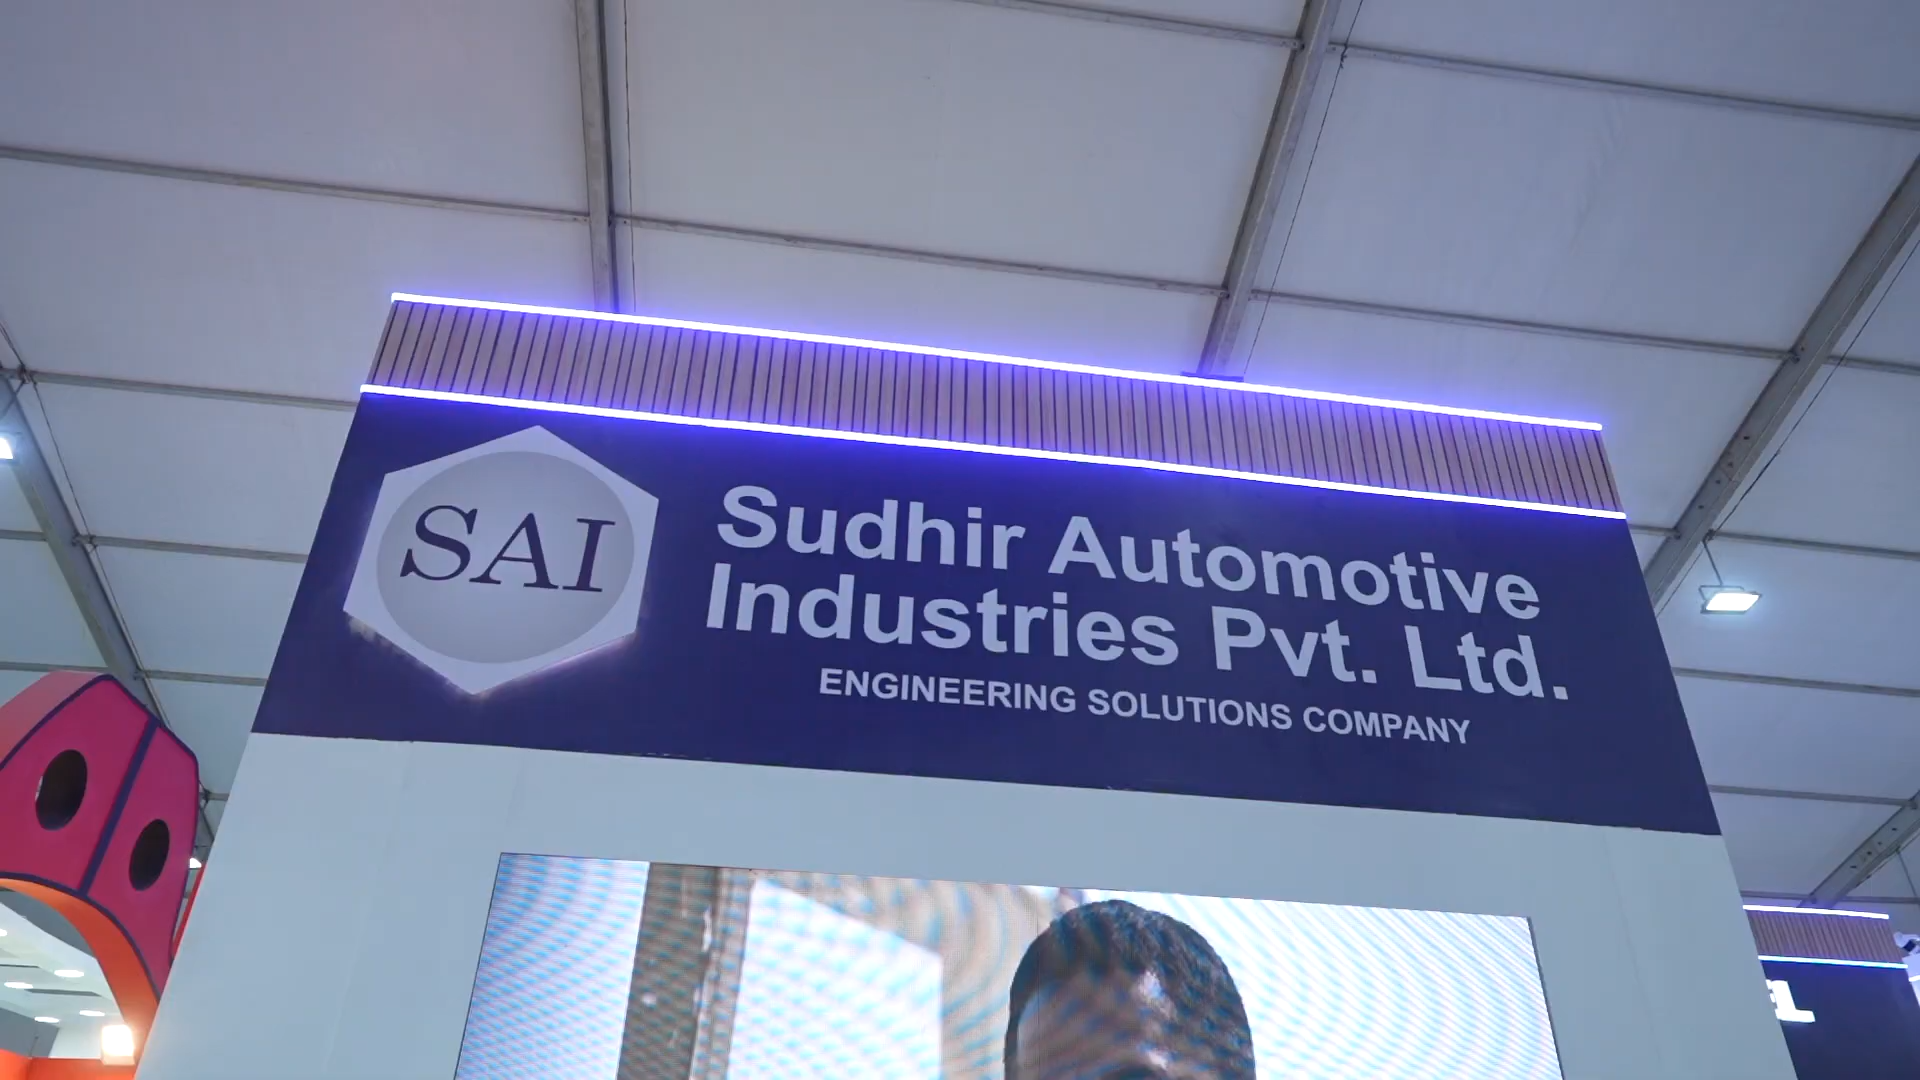 SAI
Sudhir Automotive
Industries Pvt. Ltd.
ENGINEERING SOLUTIONS COMPANY